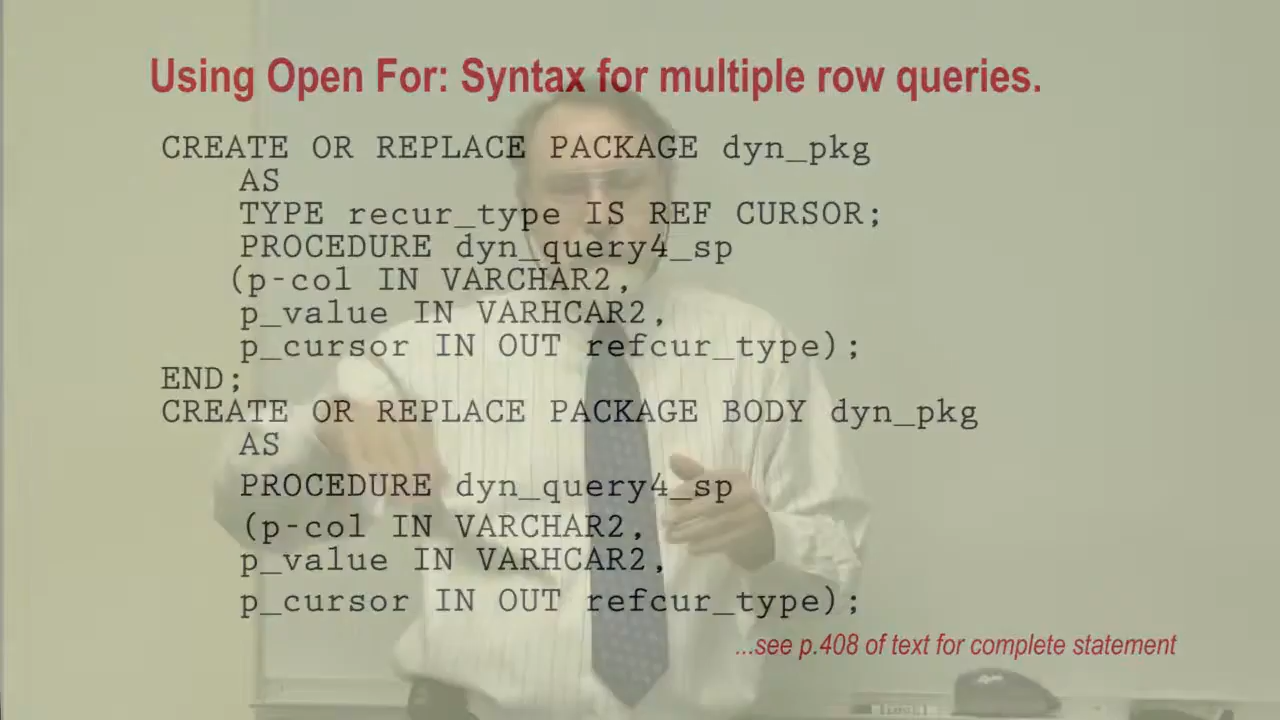 Using Open For: Syntax for multiple row queries.
CREATE OR REPLACE PACKAGE dyn_pkg
AS
TYPE recur_type IS REF CURSOR;
PROCEDURE dyn_query4_sp
(p-col IN VARCHAR2,
p_value IN VARHCAR2,
p_cursor IN OUT refcur_type);
END;
CREATE OR REPLACE PACKAGE BODY dyn_pkg
AS
PROCEDURE dyn_query4_sp
(p-col IN VARCHAR2,
p_value IN VARHCAR2,
p_cursor IN OUT refcur_type);
...see p.408 of text for complete statement